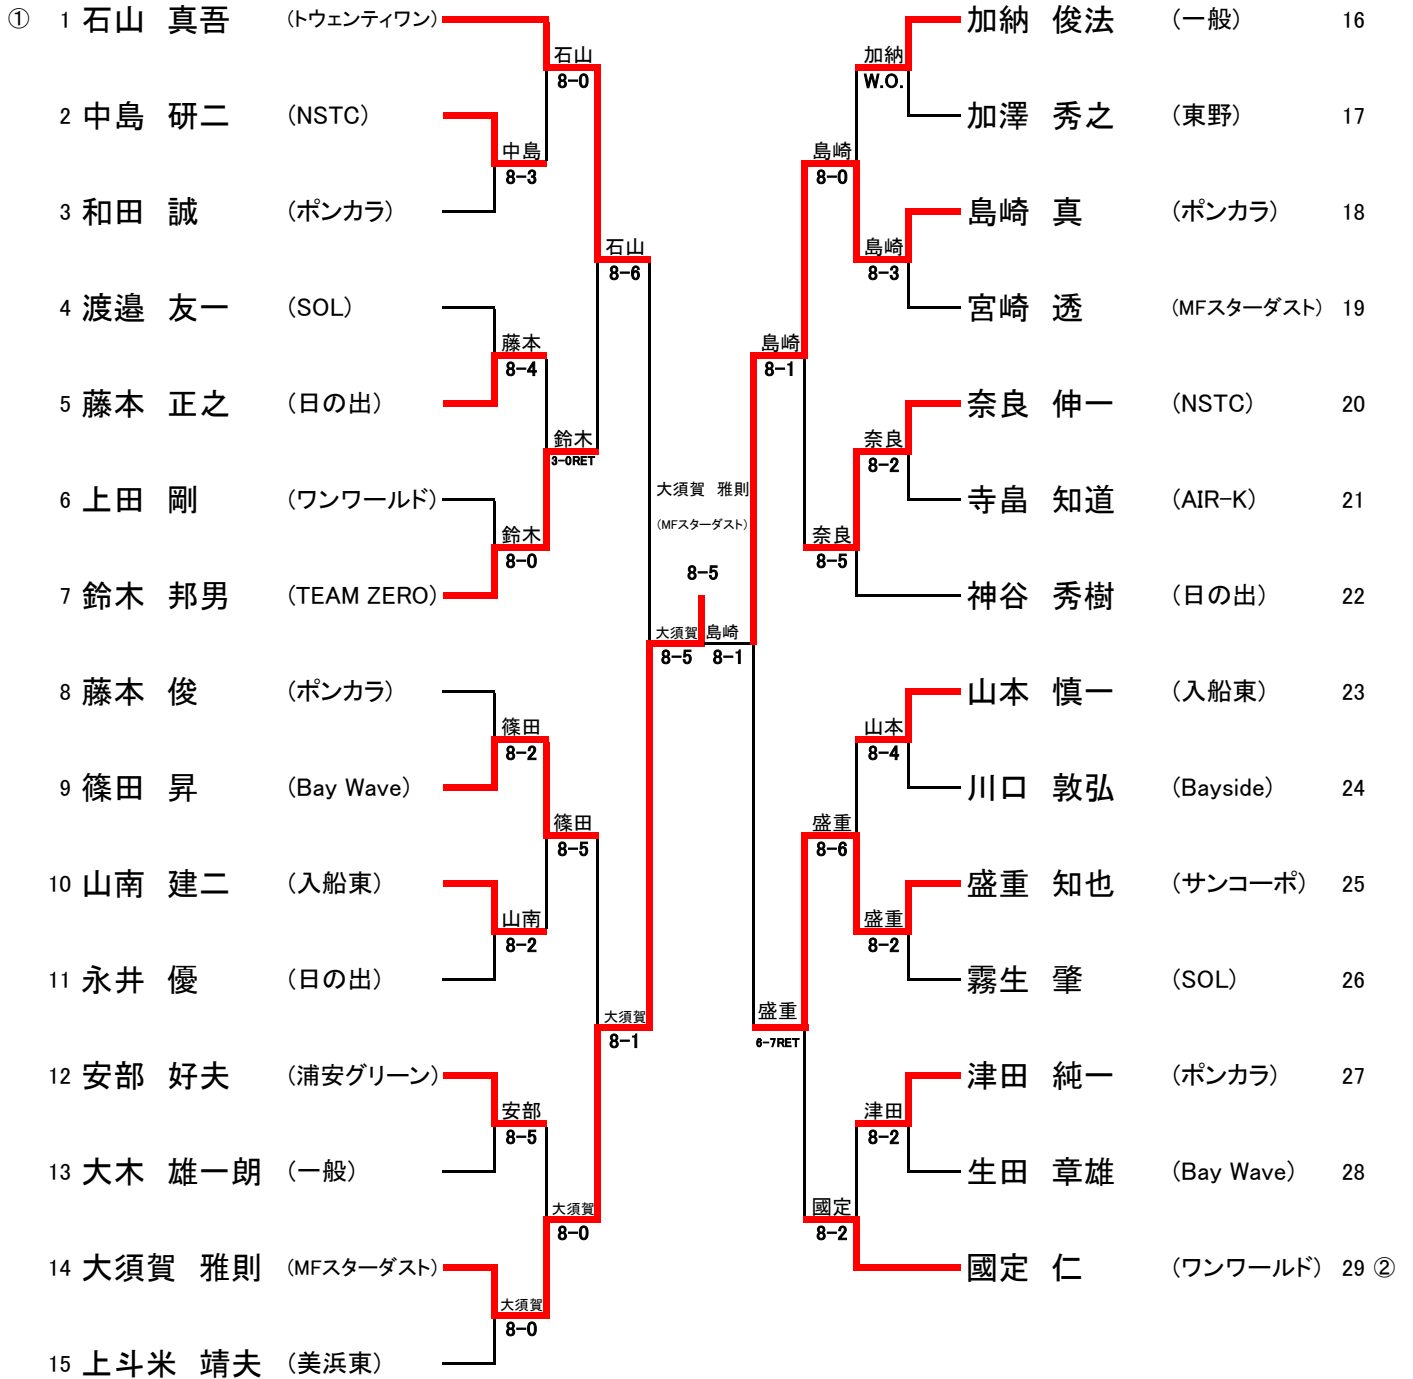 ① 1 石山 真吾 (トウェンティワン)
2 中島 研二 (NSTC)
3 和田 誠 (ポンカラ)
4 渡邉 友一 (SOL)
5 藤本 正之 (日の出)
6 上田 剛 (ワンワールド)
7 鈴木 邦男 (TEAM ZERO)
8 藤本 俊 (ポンカラ)
9 篠田 昇 (Bay Wave)
10 山南 建二 (入船東)
11 永井 優 (日の出)
12 安部 好夫 (浦安グリーン)
13 大木 雄一朗 (一般)
14 大須賀 雅則 (MFスターダスト)
15 上斗米 靖夫 (美浜東)
中島
8-3
藤本
8-4
鈴木
8-0
篠田
8-2
山南
8-2
安部
8-5
大須賀
8-0
石山
8-0
鈴木
3-0RET
篠田
8-5
大須賀
8-0
石山
8-6
大須賀
8-1
大須賀
8-5
大須賀 雅則
(MFスターダスト)
8-5
島崎
8-1
島崎
8-1
盛重
6-7RET
島崎
8-0
奈良
8-5
盛重
8-6
國定
8-2
加納
W.O.
島崎
8-3
奈良
8-2
山本
8-4
盛重
8-2
津田
8-2
加納 俊法 (一般) 16
加澤 秀之 (東野) 17
島崎 真 (ポンカラ) 18
宮崎 透 (MFスターダスト) 19
奈良 伸一 (NSTC) 20
寺畠 知道 (AIR-K) 21
神谷 秀樹 (日の出) 22
山本 慎一 (入船東) 23
川口 敦弘 (Bayside) 24
盛重 知也 (サンコーポ) 25
霧生 肇 (SOL) 26
津田 純一 (ポンカラ) 27
生田 章雄 (Bay Wave) 28
國定 仁 (ワンワールド) 29 ②